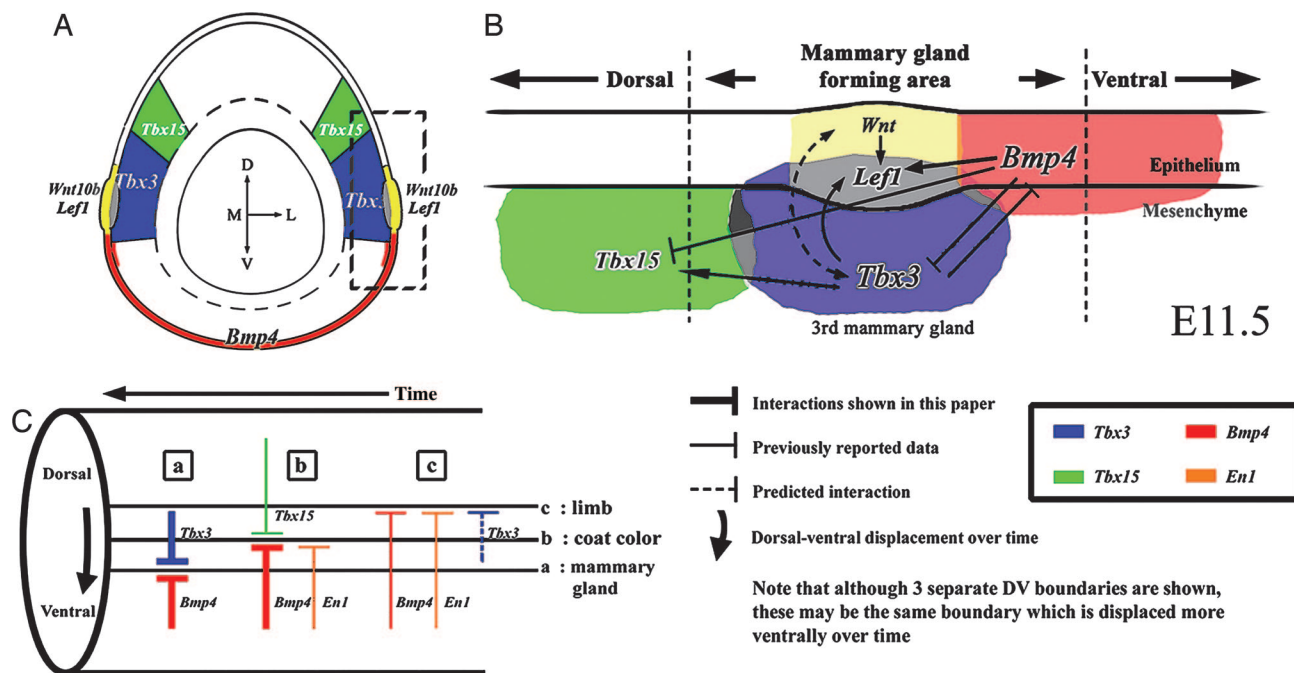 A
Tbx15
Tbx15
Wnt10b
Lef1
Tbx3
D
M
L
V
Tbx
Wnt10b
Lef1
Bmp4
B
Dorsal
Mammary gland
forming area
Ventral
Wnt
Lef1
Bmp4
Epithelium
Mesenchyme
Tbx15
Tbx3
3rd mammary gland
E11.5
C
Time
Dorsal
Ventral
a
b
c
Tbx3
Bmp4
Tbx15
Bmp4
En1
Bmp4
En1
Tbx3
c : limb
b : coat color
a : mammary
gland
Interactions shown in this paper
Previously reported data
Predicted interaction
Dorsal-ventral displacement over time
Note that although 3 separate DV boundaries are shown,
these may be the same boundary which is displaced more
ventrally over time
Tbx3
Bmp4
Tbx15
En1